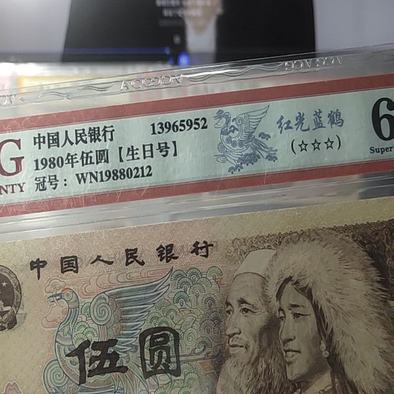 G
NTY
中国人民银行 13965952
1980年伍圆【生日号】
冠号：WN19880212
红光蓝鹤
(☆☆☆)
6
Super
中国人民银行
伍圆